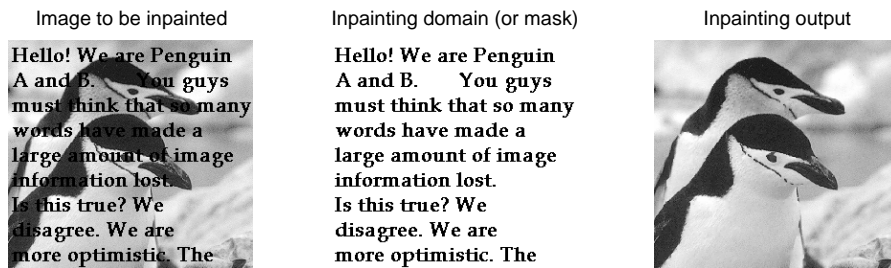 Image to be inpainted
Hello! We are Penguin
A and B. You guys
must think that so many
words have made a
large amount of image
information lost.
Is this true? We
disagree. We are
more optimistic. The
Inpainting domain (or mask)
Hello! We are Penguin
A and B. You guys
must think that so many
words have made a
large amount of image
information lost.
Is this true? We
disagree. We are
more optimistic. The
Inpainting output